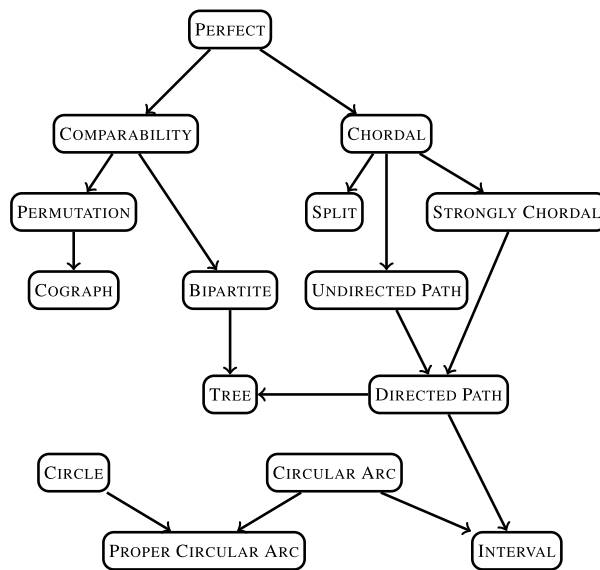 PERFECT
COMPARABILITY
CHORDAL
PERMUTATION
SPLIT
STRONGLY CHORDAL
COGRAPH
BIPARTITE
UNDIRECTED PATH
TREE
DIRECTED PATH
CIRCLE
CIRCULAR ARC
PROPER CIRCULAR ARC
INTERVAL